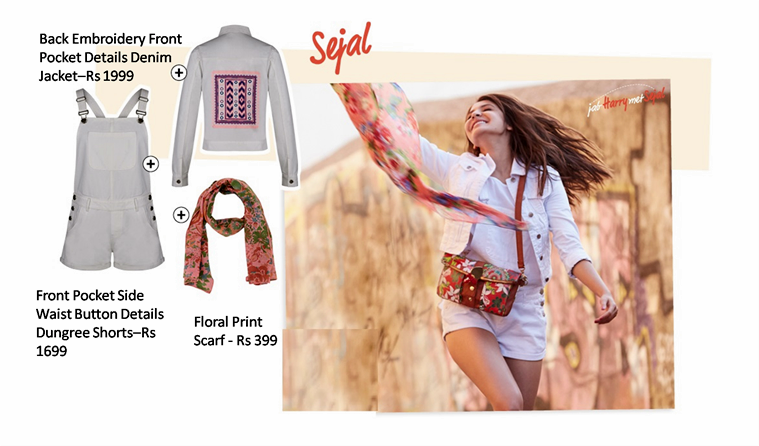 Sejal
Back Embroidery Front
Pocket Details Denim
Jacket–Rs 1999
jab Harry met Sejal
Front Pocket Side
Waist Button Details
Dungree Shorts–Rs
1699
Floral Print
Scarf - Rs 399